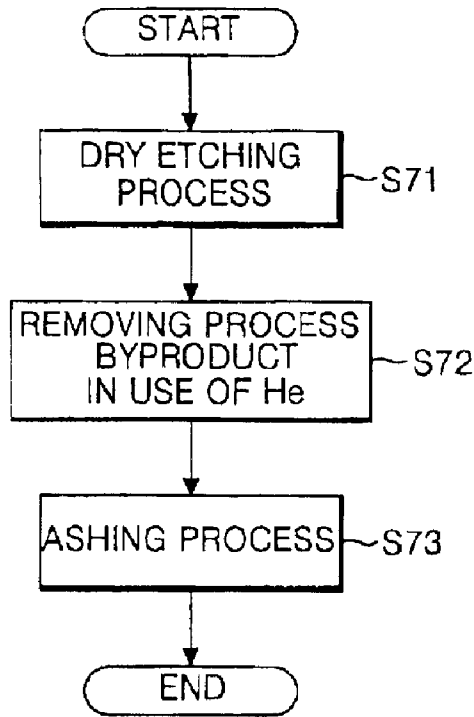 START
DRY ETCHING
PROCESS
S71
REMOVING PROCESS
BYPRODUCT
IN USE OF He
S72
ASHING PROCESS
S73
END